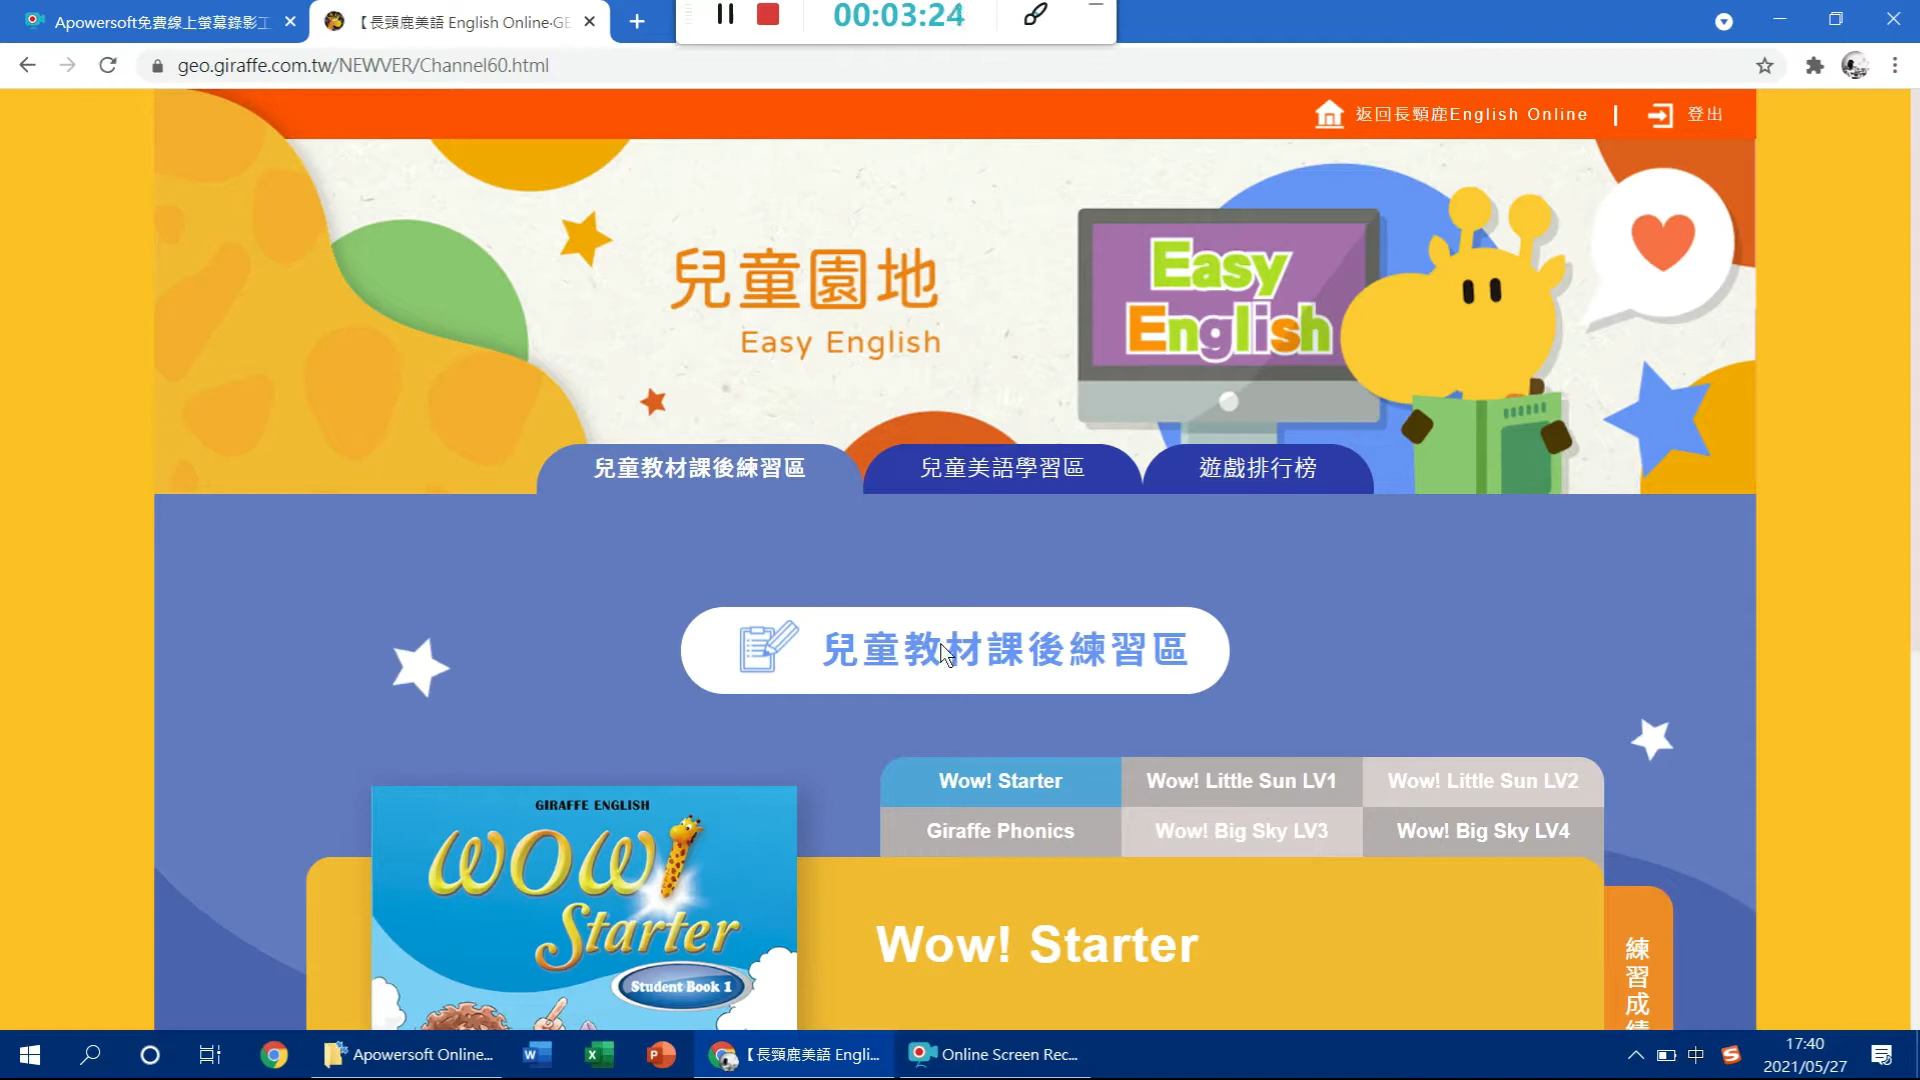 Apowersoft免費線上螢幕錄影工
【長頸鹿美語 English Online‧GE
00:03:24
geo.giraffe.com.tw/NEWVER/Channel60.html
返回長頸鹿English Online
登出
兒童園地
Easy English
Easy
English
兒童教材課後練習區
兒童美語學習區
遊戲排行榜
兒童教材課後練習區
Wow! Starter
Wow! Little Sun LV1
Wow! Little Sun LV2
Giraffe Phonics
Wow! Big Sky LV3
Wow! Big Sky LV4
GIRAFFE ENGLISH
WOW!
Starter
Student Book 1
Wow! Starter
練習成績
Apowersoft Online...
【長頸鹿美語 Engli...
Online Screen Rec...
中
17:40
2021/05/27